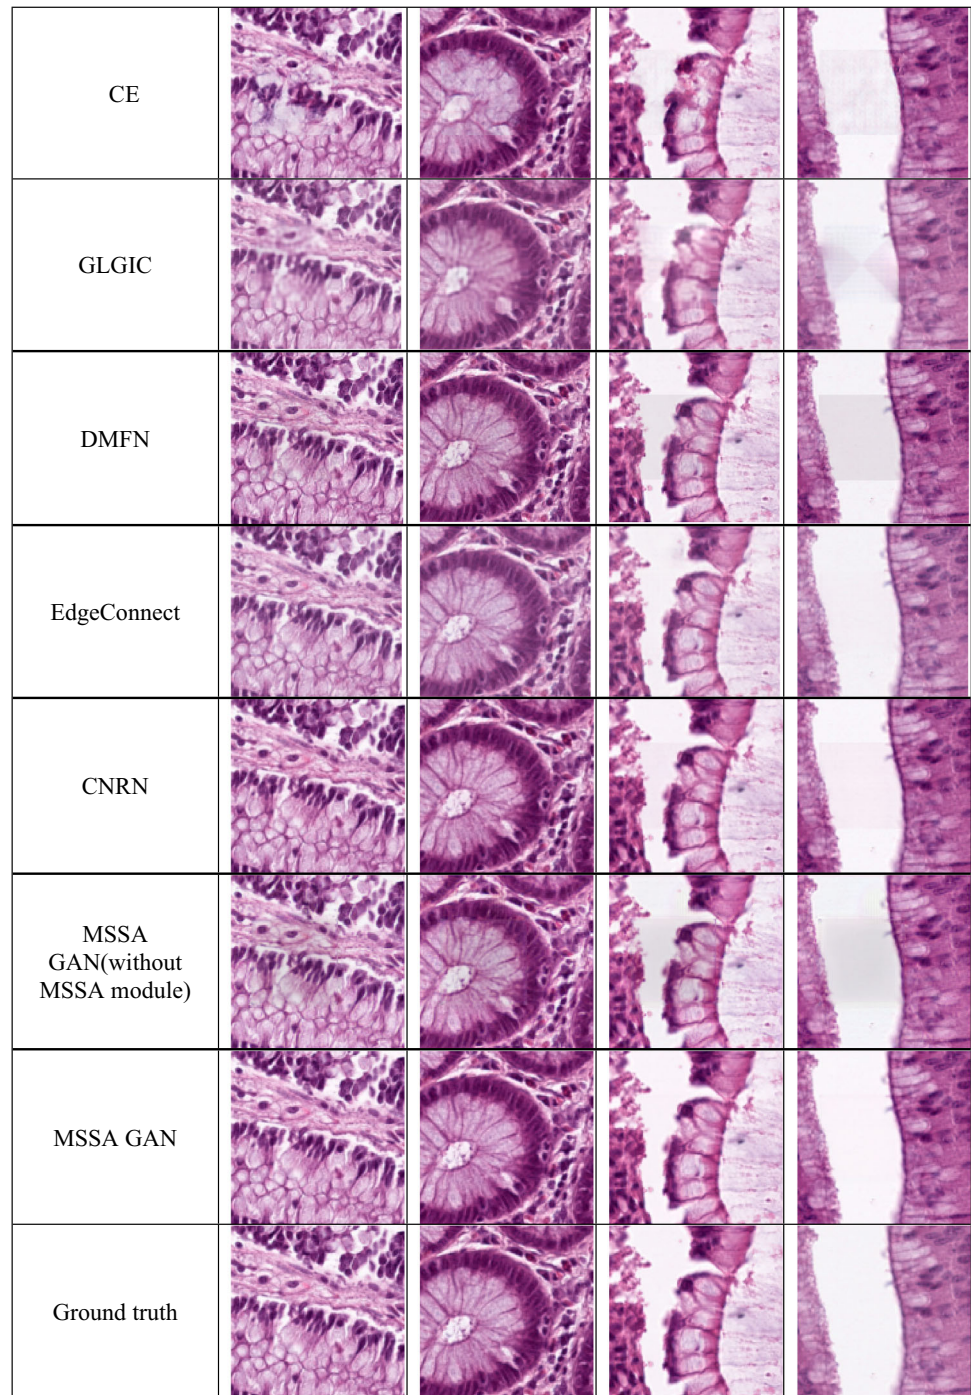 CE
GLGIC
DMFN
EdgeConnect
CNRN
MSSA
GAN(without
MSSA module)
MSSA GAN
Ground truth